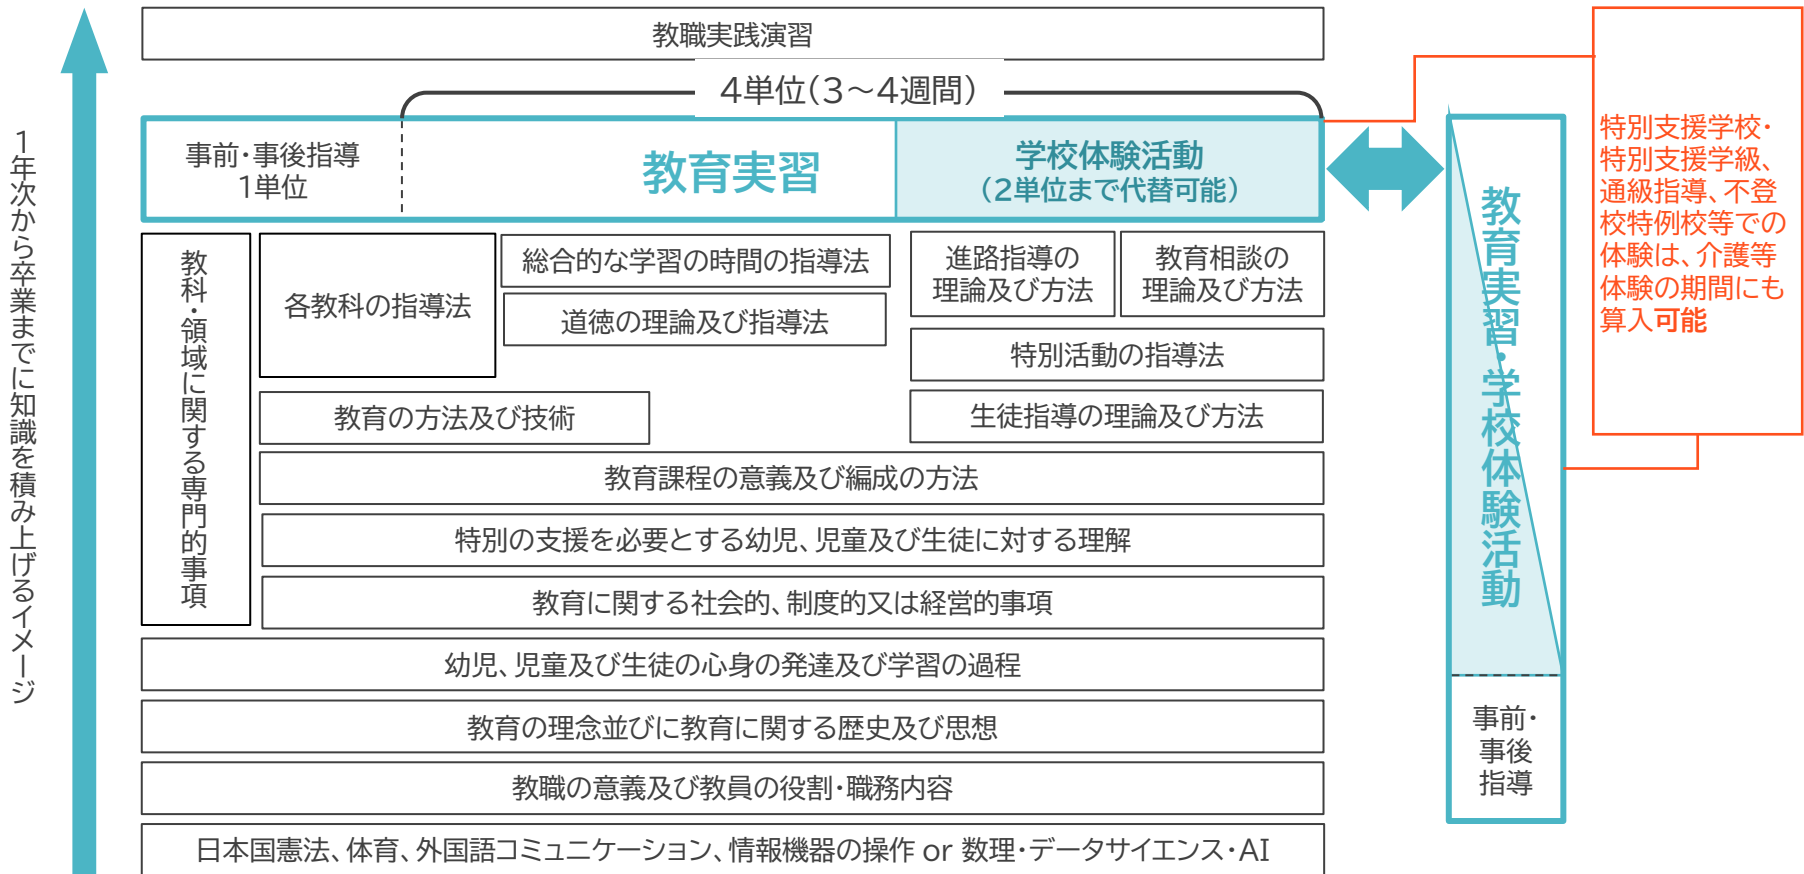 教職実践演習
4単位(3～4週間)
事前・事後指導
1単位
教育実習
学校体験活動
(2単位まで代替可能)
教科・領域に関する専門的事項
各教科の指導法
総合的な学習の時間の指導法
道徳の理論及び指導法
進路指導の
理論及び方法
教育相談の
理論及び方法
特別活動の指導法
教育の方法及び技術
生徒指導の理論及び方法
教育課程の意義及び編成の方法
特別の支援を必要とする幼児、児童及び生徒に対する理解
教育に関する社会的、制度的又は経営的事項
幼児、児童及び生徒の心身の発達及び学習の過程
教育の理念並びに教育に関する歴史及び思想
教職の意義及び教員の役割・職務内容
日本国憲法、体育、外国語コミュニケーション、情報機器の操作 or 数理・データサイエンス・AI
1年次から卒業までに知識を積み上げるイメージ
教育実習・学校体験活動
事前・
事後
指導
特別支援学校・
特別支援学級、
通級指導、不登
校特例校等での
体験は、介護等
体験の期間にも
算入可能